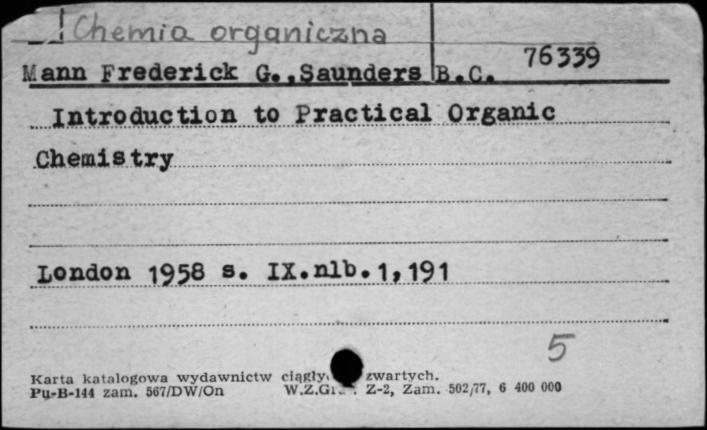 Chemia organiczna
76339
Mann Frederick G.,Saunders B.C.
Introduction to Practical Organic
Chemistry
London 1958 s. IX.nlb.1,191
5
Karta katalogowa wydawnictw zwartych.
Pu-B-144 zam. 567/DW/On Z-2, Zam. 502/77, 6 400 000